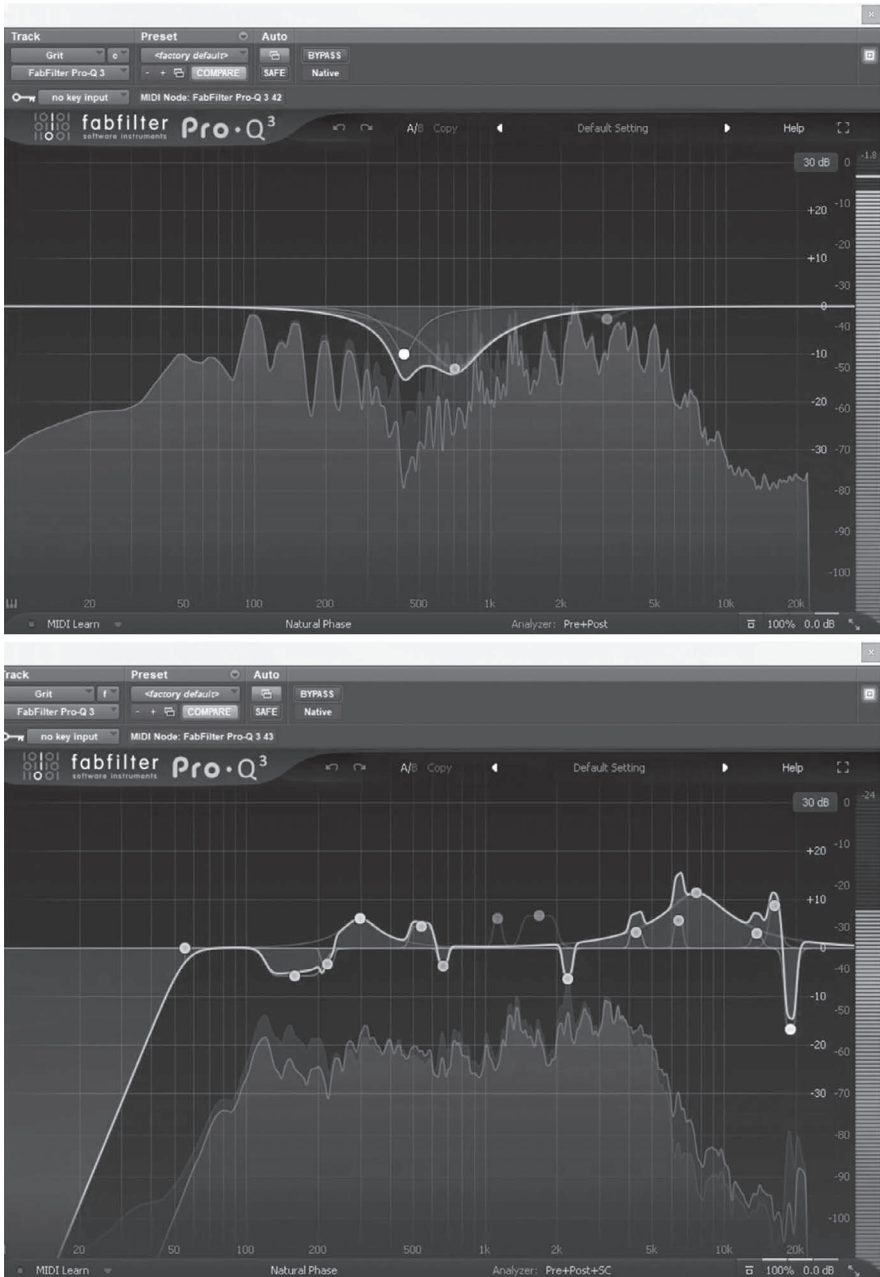 Track Preset Auto
Grit c <factory default> BYPASS
FabFilter Pro-Q 3 - + COMPARE SAFE Native
no key input MIDI Node: FabFilter Pro-Q 3 42
fabfilter Pro·Q3
software instruments
A/B Copy Default Setting Help
30 dB 0 -1.8
+20 -10
-20
+10
-30
0
-40
-10
-50
-20 -60
-30 -70
-80
-90
-100
20 50 100 200 500 1k 2k 5k 10k 20k
MIDI Learn Natural Phase Analyzer: Pre+Post 100% 0.0 dB
rack Preset Auto
Grit f <factory default> BYPASS
FabFilter Pro-Q 3 - + COMPARE SAFE Native
no key input MIDI Node: FabFilter Pro-Q 3 43
fabfilter Pro·Q3
software instruments
A/B Copy Default Setting Help
30 dB 0 -24
+20 -10
-20
+10
-30
0
-40
-10
-50
-20 -60
-30 -70
-80
-90
-100
20 50 100 200 500 1k 2k 5k 10k 20k
MIDI Learn Natural Phase Analyzer: Pre+Post+SC 100% 0.0 dB